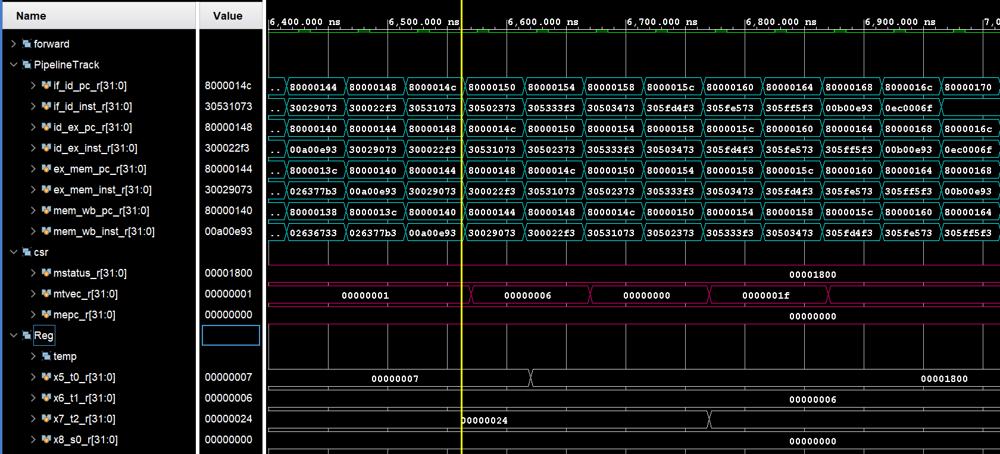 Name Value
6,400.000 ns 6,500.000 ns 6,600.000 ns 6,700.000 ns 6,800.000 ns 6,900.000 ns 7,0
forward
PipelineTrack
if_id_pc_r[31:0] 8000014c .. 80000144 80000148 8000014c 80000150 80000154 80000158 8000015c 80000160 80000164 80000168 8000016c 80000170
if_id_inst_r[31:0] 30531073 .. 30029073 300022f3 30531073 30502373 305333f3 30503473 305fd4f3 305fe573 305ff5f3 00b00e93 0ec0006f
id_ex_pc_r[31:0] 80000148 .. 80000140 80000144 80000148 8000014c 80000150 80000154 80000158 8000015c 80000160 80000164 80000168 8000016c
id_ex_inst_r[31:0] 300022f3 .. 00a00e93 30029073 300022f3 30531073 30502373 305333f3 30503473 305fd4f3 305fe573 305ff5f3 00b00e93 0ec0006f
ex_mem_pc_r[31:0] 80000144 .. 8000013c 80000140 80000144 80000148 8000014c 80000150 80000154 80000158 8000015c 80000160 80000164 80000168
ex_mem_inst_r[31:0] 30029073 .. 026377b3 00a00e93 30029073 300022f3 30531073 30502373 305333f3 30503473 305fd4f3 305fe573 305ff5f3 00b00e93
mem_wb_pc_r[31:0] 80000140 .. 80000138 8000013c 80000140 80000144 80000148 8000014c 80000150 80000154 80000158 8000015c 80000160 80000164
mem_wb_inst_r[31:0] 00a00e93 .. 02636733 026377b3 00a00e93 30029073 300022f3 30531073 30502373 305333f3 30503473 305fd4f3 305fe573 305ff5f3
csr
mstatus_r[31:0] 00001800 00001800
mtvec_r[31:0] 00000001 00000001 00000006 00000000 0000001f
mepc_r[31:0] 00000000 00000000
Reg
temp
x5_t0_r[31:0] 00000007 00000007 00001800
x6_t1_r[31:0] 00000006 00000006
x7_t2_r[31:0] 00000024 00000024
x8_s0_r[31:0] 00000000 00000000